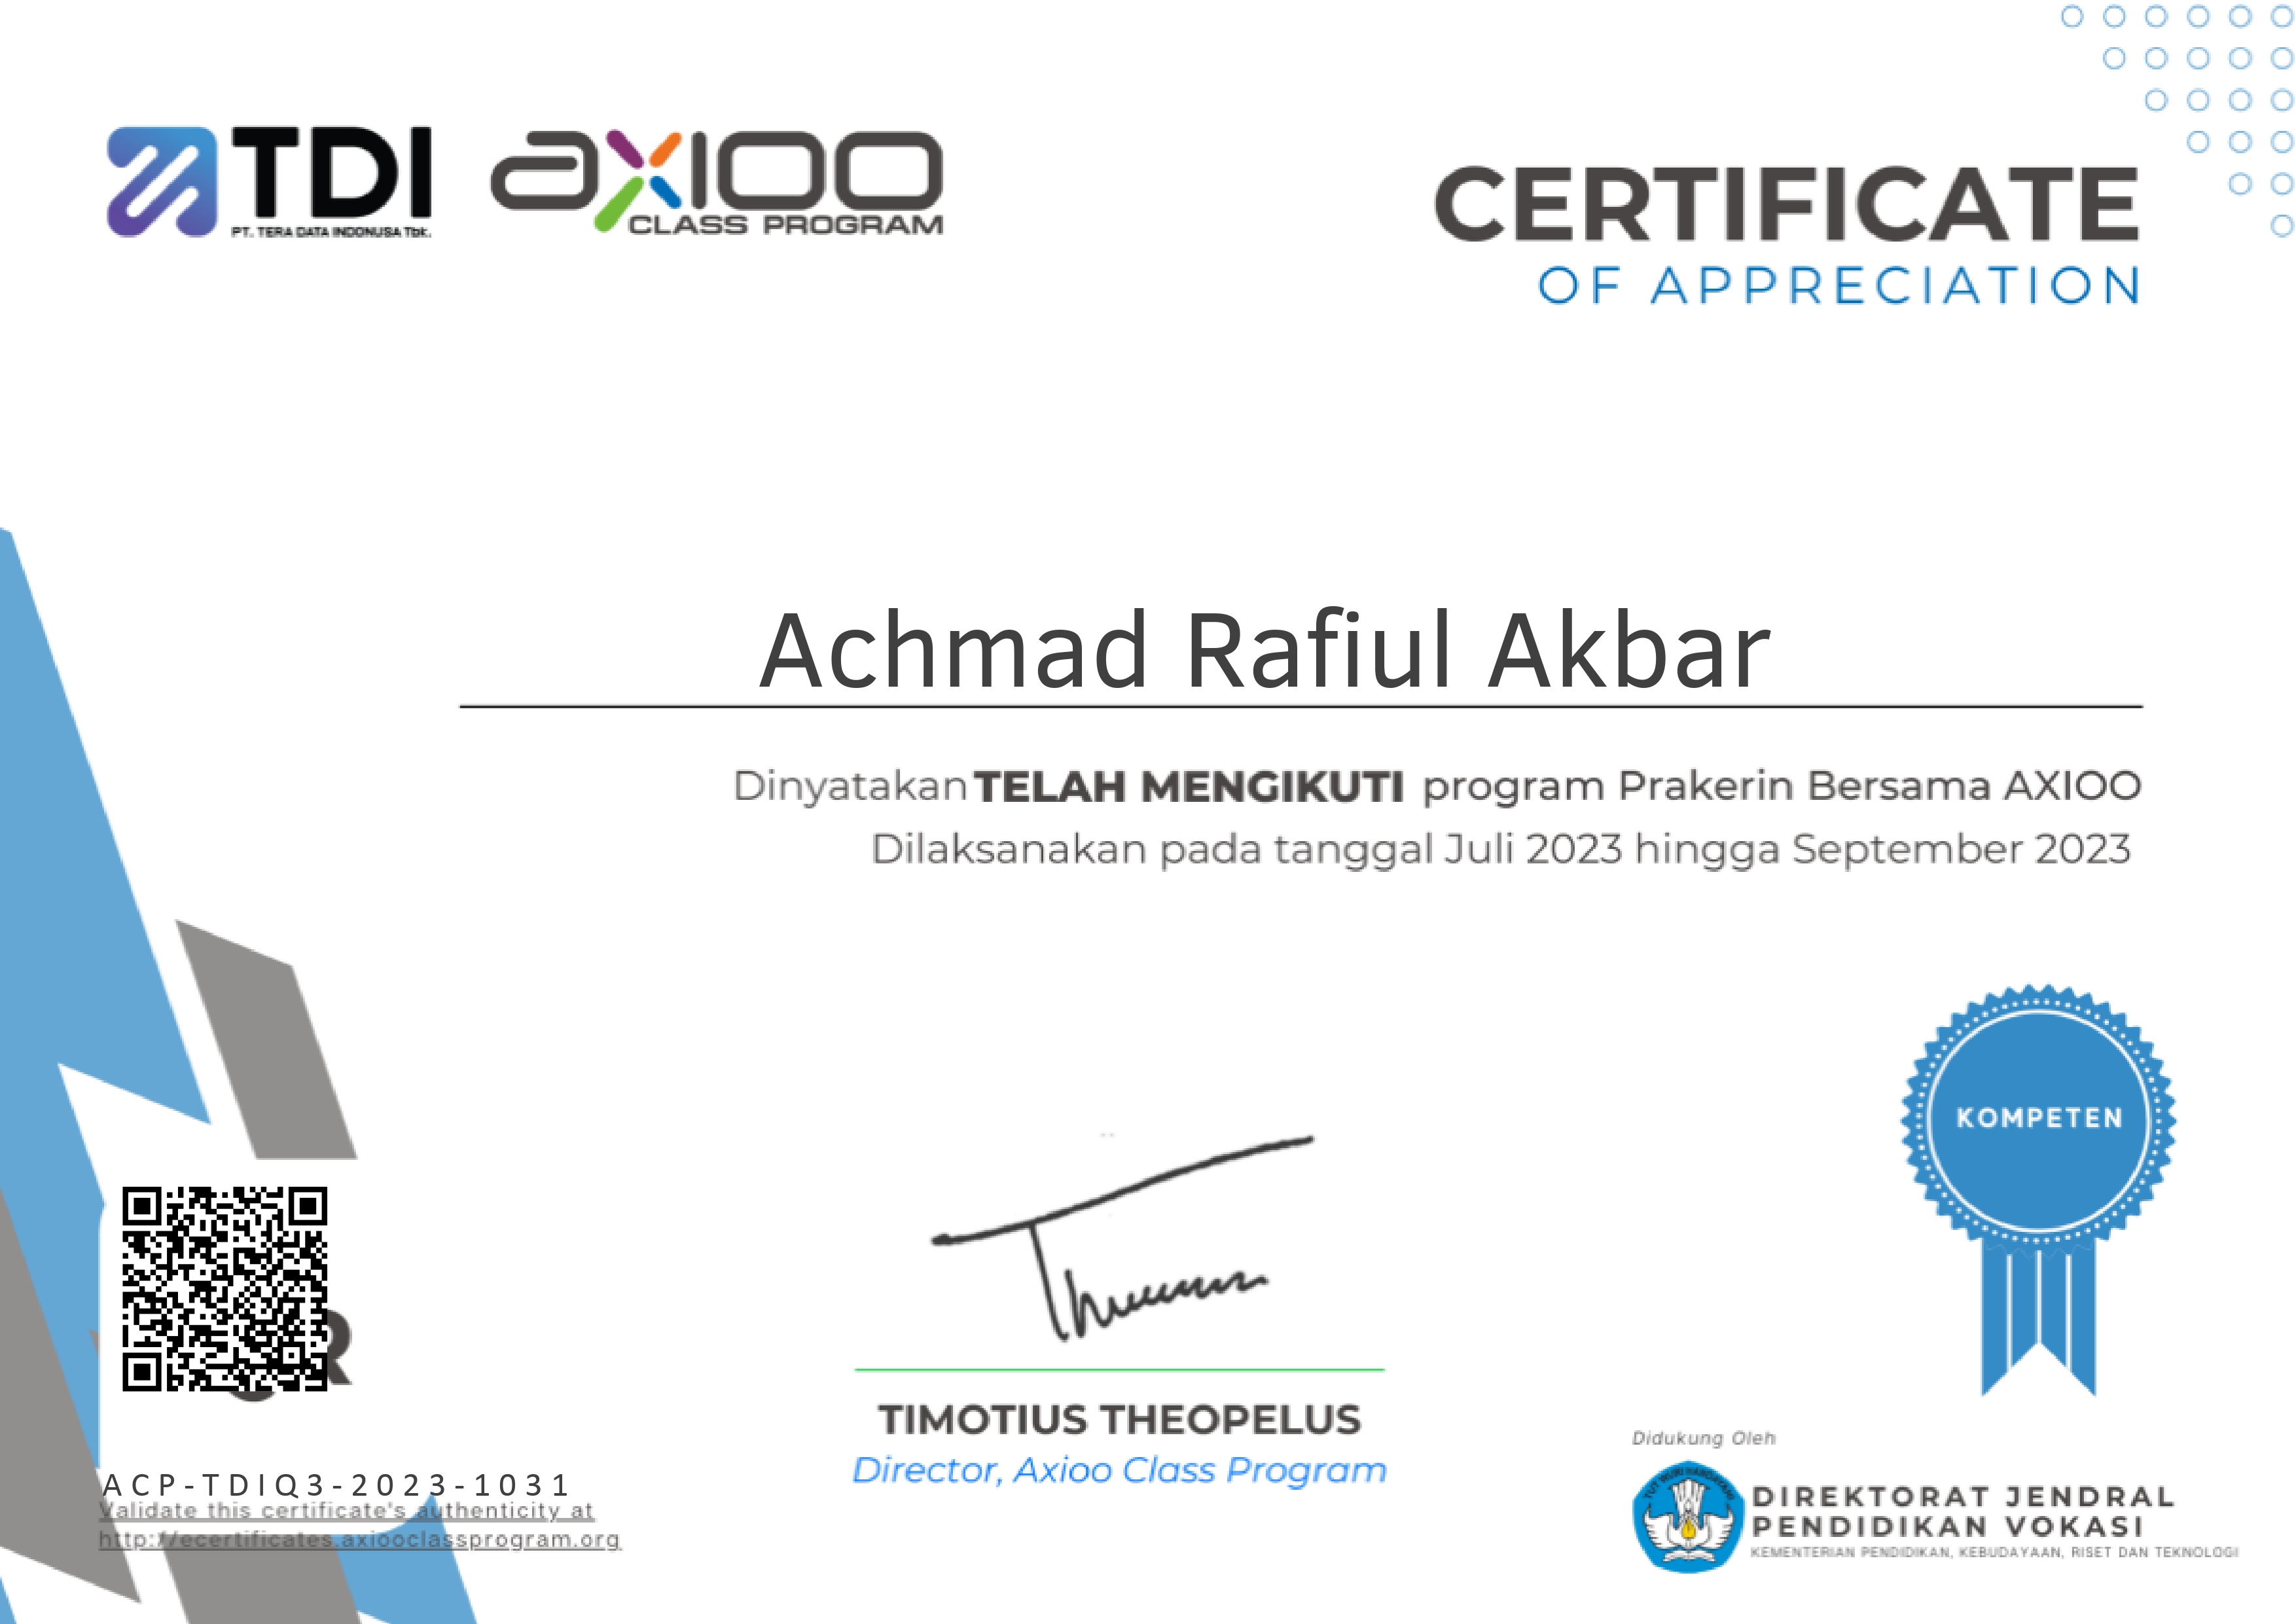 TDI
PT. TERA DATA INDONUSA Tbk.
axioo
CLASS PROGRAM
CERTIFICATE
OF APPRECIATION
Achmad Rafiul Akbar
Dinyatakan TELAH MENGIKUTI program Prakerin Bersama AXIOO
Dilaksanakan pada tanggal Juli 2023 hingga September 2023
KOMPETEN
R
TIMOTIUS THEOPELUS
Director, Axioo Class Program
ACP-TDIQ3-2023-1031
Validate this certificate's authenticity at
http://ecertificates.axiooclassprogram.org
Didukung Oleh
TUT WURI HANDAYANI
DIREKTORAT JENDRAL
PENDIDIKAN VOKASI
KEMENTERIAN PENDIDIKAN, KEBUDAYAAN, RISET DAN TEKNOLOGI